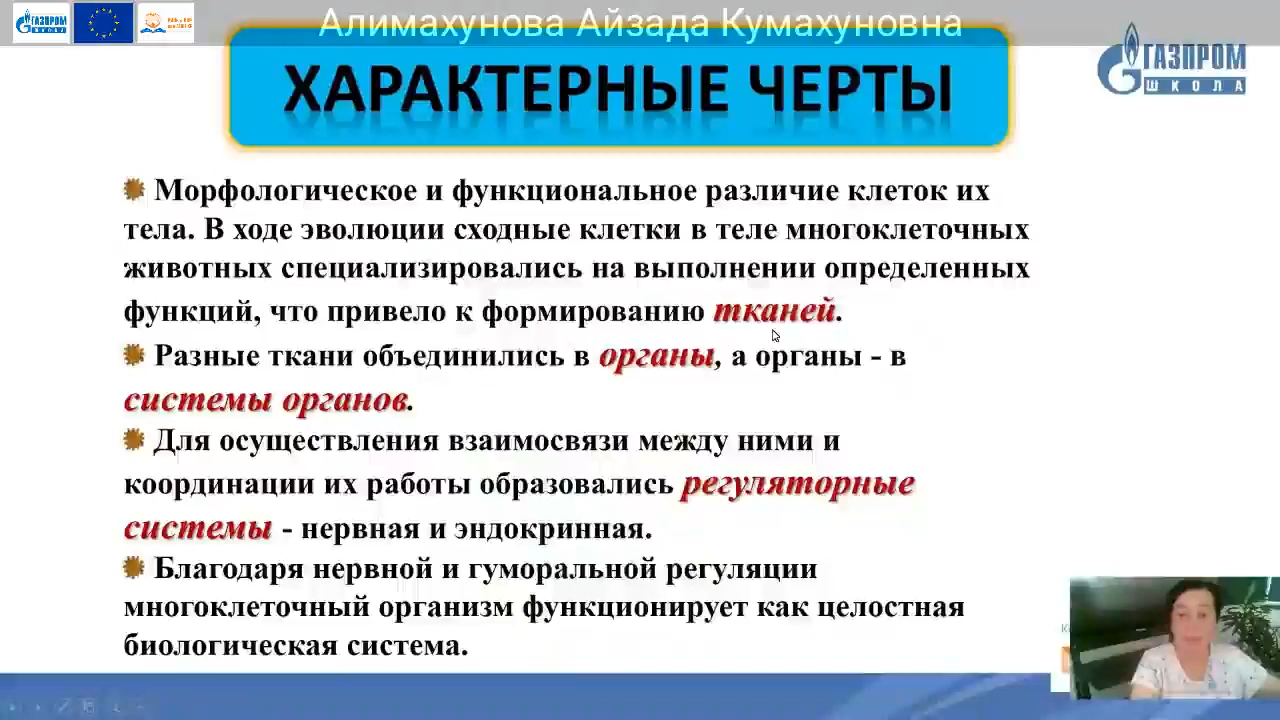 Алимахунова Айзада Кумахуновна
ХАРАКТЕРНЫЕ ЧЕРТЫ
ГАЗПРОМ
ШКОЛА
Морфологическое и функциональное различие клеток их
тела. В ходе эволюции сходные клетки в теле многоклеточных
животных специализировались на выполнении определенных
функций, что привело к формированию тканей.
Разные ткани объединились в органы, а органы - в
системы органов.
Для осуществления взаимосвязи между ними и
координации их работы образовались регуляторные
системы - нервная и эндокринная.
Благодаря нервной и гуморальной регуляции
многоклеточный организм функционирует как целостная
биологическая система.